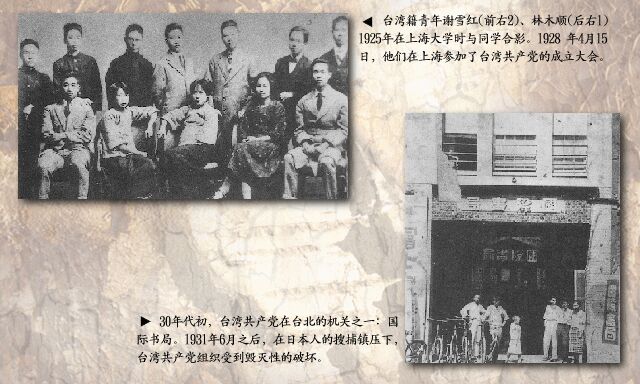 ◀ 台湾籍青年谢雪红(前右2)、林木顺(后右1)
1925年在上海大学时与同学合影。1928 年4月15
日，他们在上海参加了台湾共产党的成立大会。
▶ 30年代初，台湾共产党在台北的机关之一：国
际书局。1931年6月之后，在日本人的搜捕镇压下，
台湾共产党组织受到毁灭性的破坏。